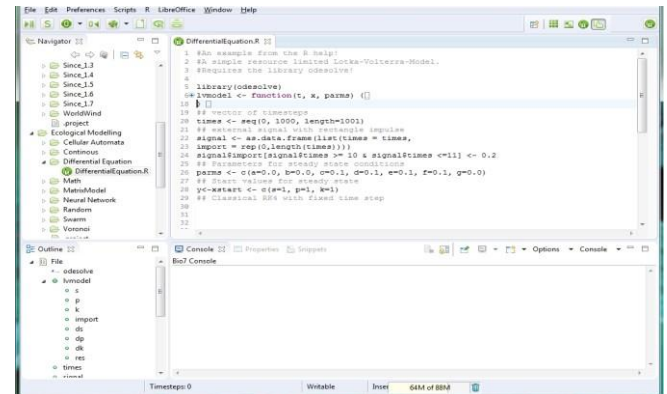 File Edit Preferences Scripts R LibreOffice Window Help
Navigator
Since_1.3
Since_1.4
Since_1.5
Since_1.6
Since_1.7
WorldWind
.project
Ecological Modelling
Cellular Automata
Continous
Differential Equation
DifferentialEquation.R
Math
MatrixModel
Neural Network
Random
Swarm
Voronoi
.project
DifferentialEquation.R
1 #An example from the R help!
2 #A simple resource limited Lotka-Volterra-Model.
3 #Requires the library odesolve!
4
5 library(odesolve)
6 lvmodel <- function(t, x, parms) {
18 }
19 ## vector of timesteps
20 times <- seq(0, 1000, length=1001)
21 ## external signal with rectangle impulse
22 signal <- as.data.frame(list(times = times,
23 import = rep(0,length(times))))
24 signal$import[signal$times >= 10 & signal$times <=11] <- 0.2
25 ## Parameters for steady state conditions
26 parms <- c(a=0.0, b=0.0, c=0.1, d=0.1, e=0.1, f=0.1, g=0.0)
27 ## Start values for steady state
28 y<-xstart <- c(s=1, p=1, k=1)
29 ## Classical RK4 with fixed time step
30
31
32
Outline
File
odesolve
lvmodel
s
p
k
import
ds
dp
dk
res
times
signal
Console Properties Snippets Options Console
Bio7 Console
Timesteps: 0 Writable Inser 64M of 88M